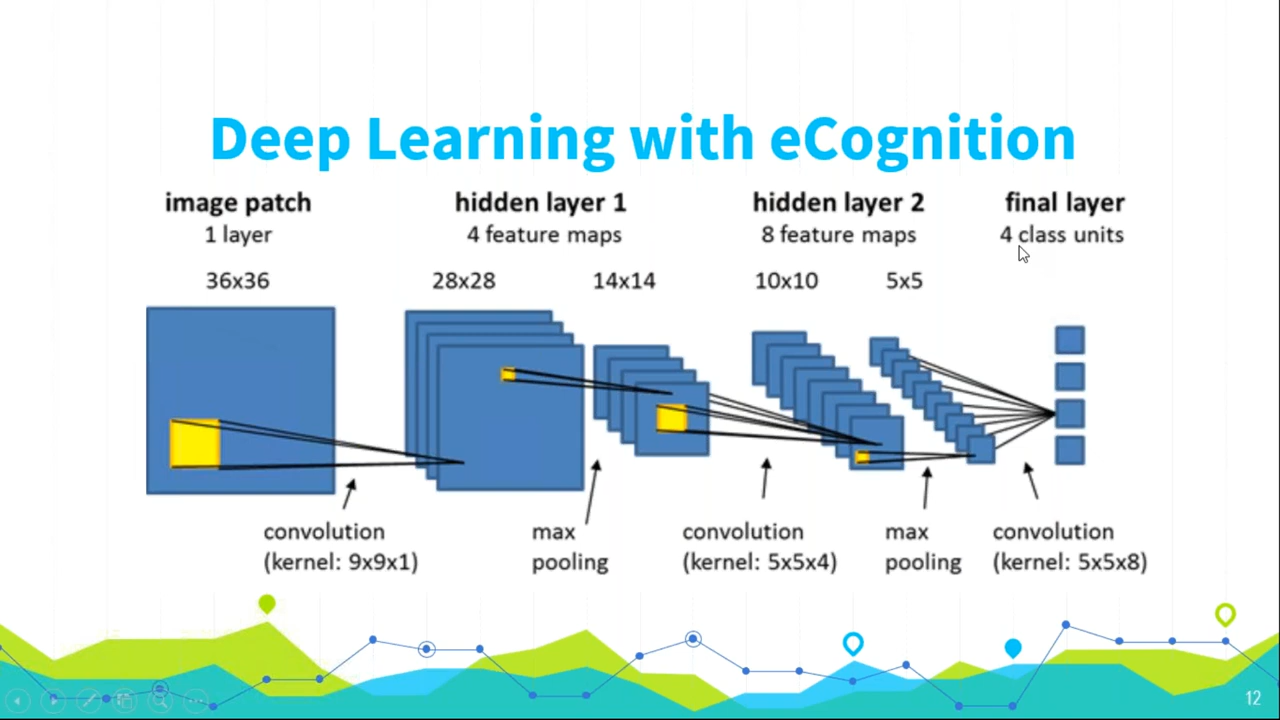 Deep Learning with eCognition
image patch
1 layer
36x36
hidden layer 1
4 feature maps
28x28
14x14
hidden layer 2
8 feature maps
10x10
5x5
final layer
4 class units
convolution
(kernel: 9x9x1)
max
pooling
convolution
(kernel: 5x5x4)
max
pooling
convolution
(kernel: 5x5x8)
12